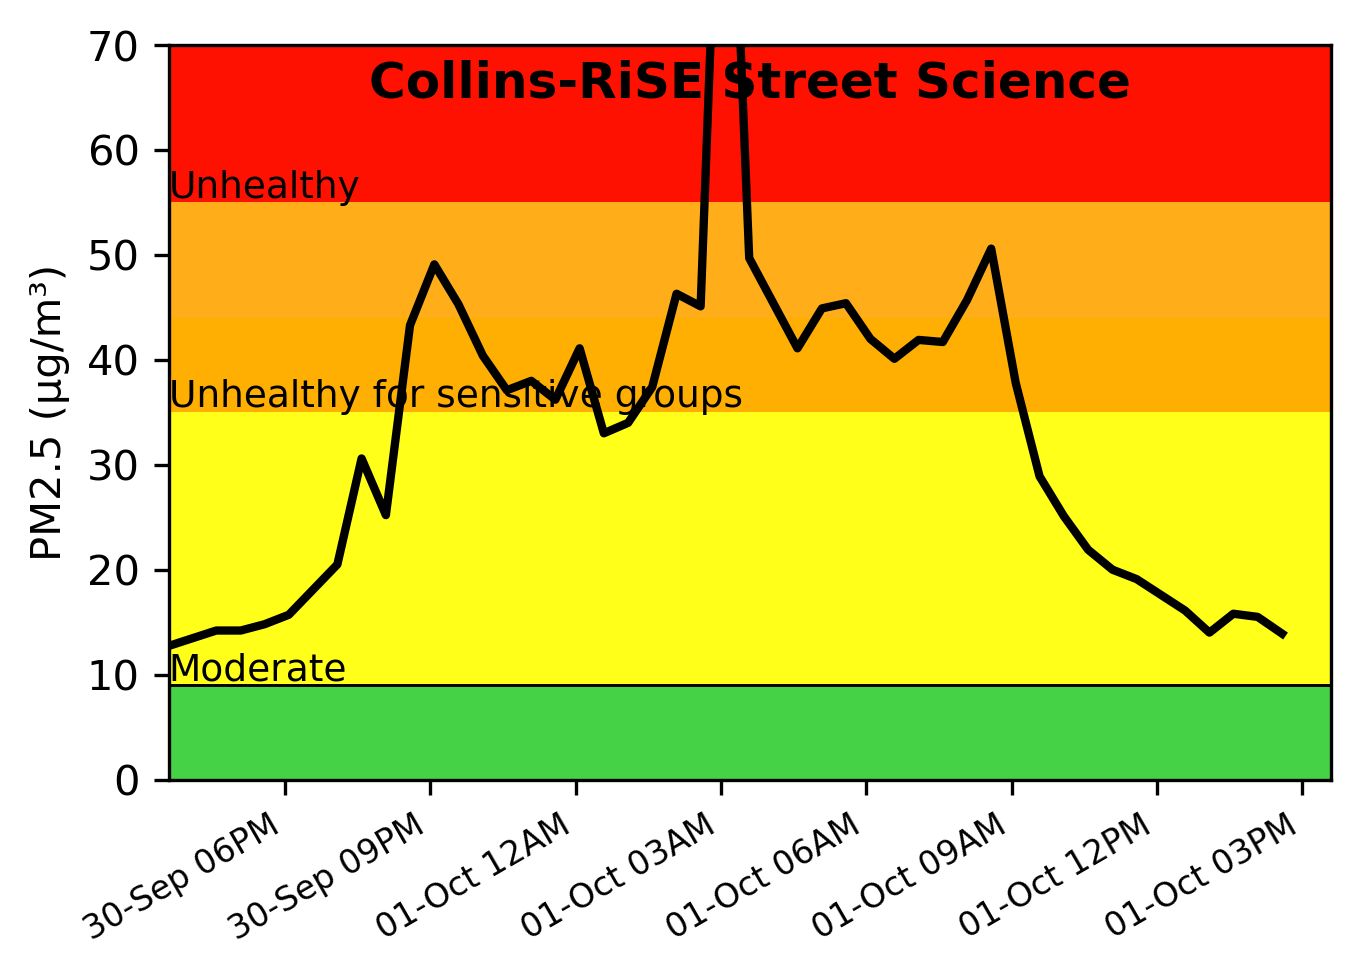 Collins-RiSE Street Science
70
60
50
40
30
20
10
0
PM2.5 (µg/m³)
Unhealthy
Unhealthy for sensitive groups
Moderate
30-Sep 06PM
30-Sep 09PM
01-Oct 12AM
01-Oct 03AM
01-Oct 06AM
01-Oct 09AM
01-Oct 12PM
01-Oct 03PM